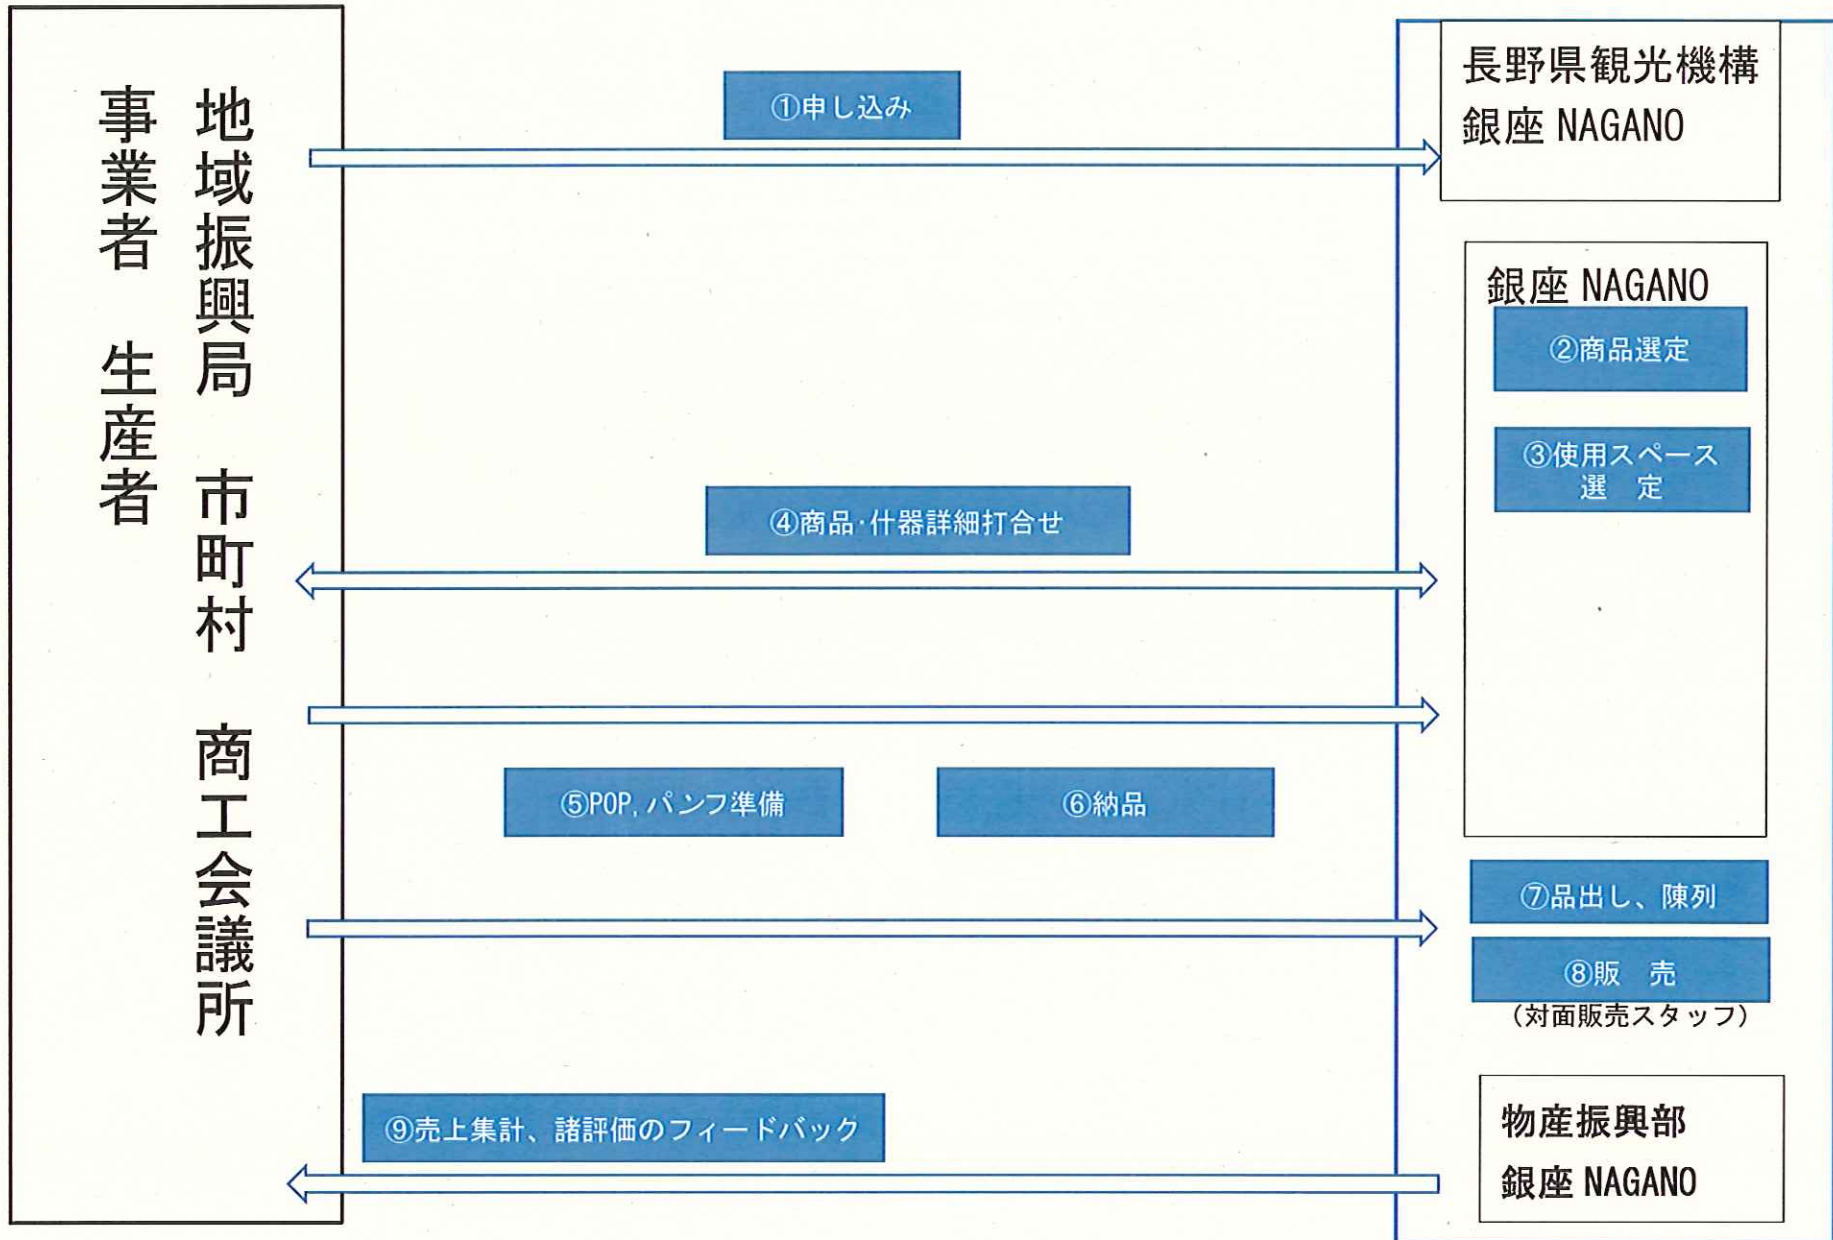 地域振興局　市町村　商工会議所
事業者　生産者
①申し込み
長野県観光機構
銀座 NAGANO
銀座 NAGANO
②商品選定
③使用スペース
選　定
④商品・什器詳細打合せ
⑤POP, パンフ準備
⑥納品
⑦品出し、陳列
⑧販　売
（対面販売スタッフ）
⑨売上集計、諸評価のフィードバック
物産振興部
銀座 NAGANO